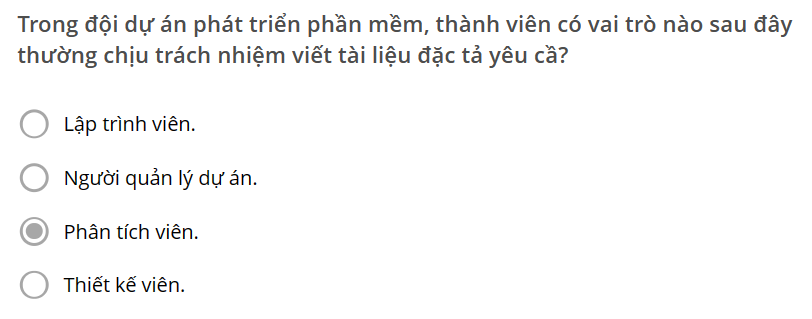 Trong đội dự án phát triển phần mềm, thành viên có vai trò nào sau đây
thường chịu trách nhiệm viết tài liệu đặc tả yêu cầ?
Lập trình viên.
Người quản lý dự án.
Phân tích viên.
Thiết kế viên.